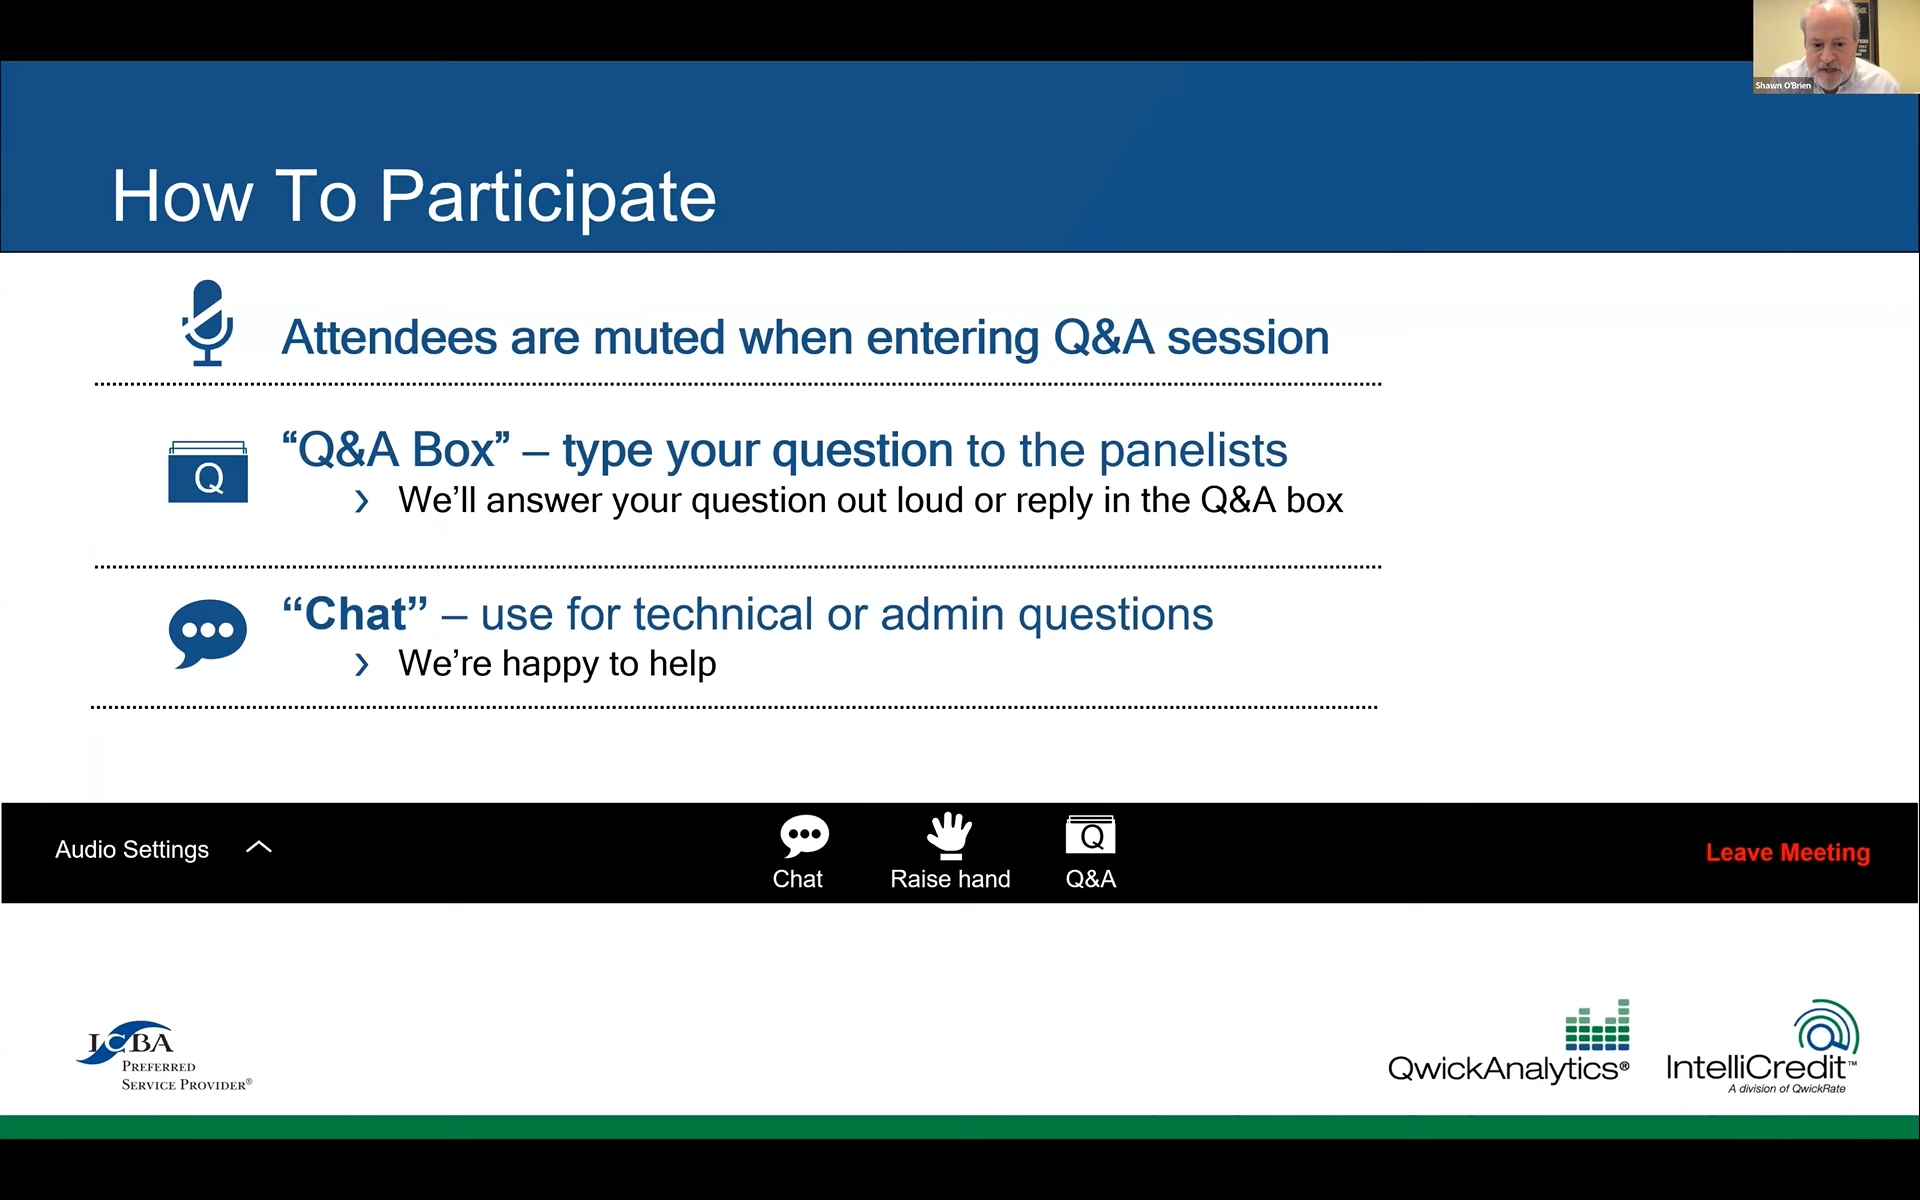 Shawn O'Brien
How To Participate
Attendees are muted when entering Q&A session
Q
“Q&A Box” – type your question to the panelists
› We’ll answer your question out loud or reply in the Q&A box
“Chat” – use for technical or admin questions
› We’re happy to help
Audio Settings
Chat
Raise hand
Q
Q&A
Leave Meeting
ICBA
PREFERRED
SERVICE PROVIDER®
QwickAnalytics®
IntelliCredit™
A division of QwickRate